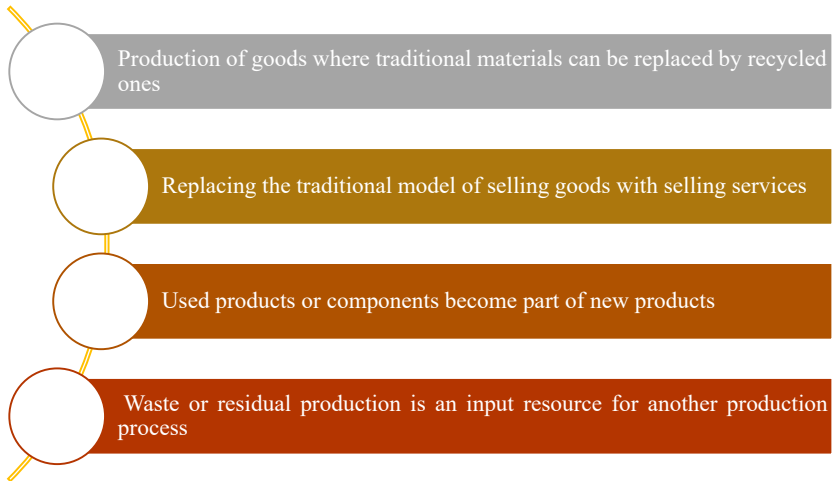 Production of goods where traditional materials can be replaced by recycled
ones
Replacing the traditional model of selling goods with selling services
Used products or components become part of new products
Waste or residual production is an input resource for another production
process